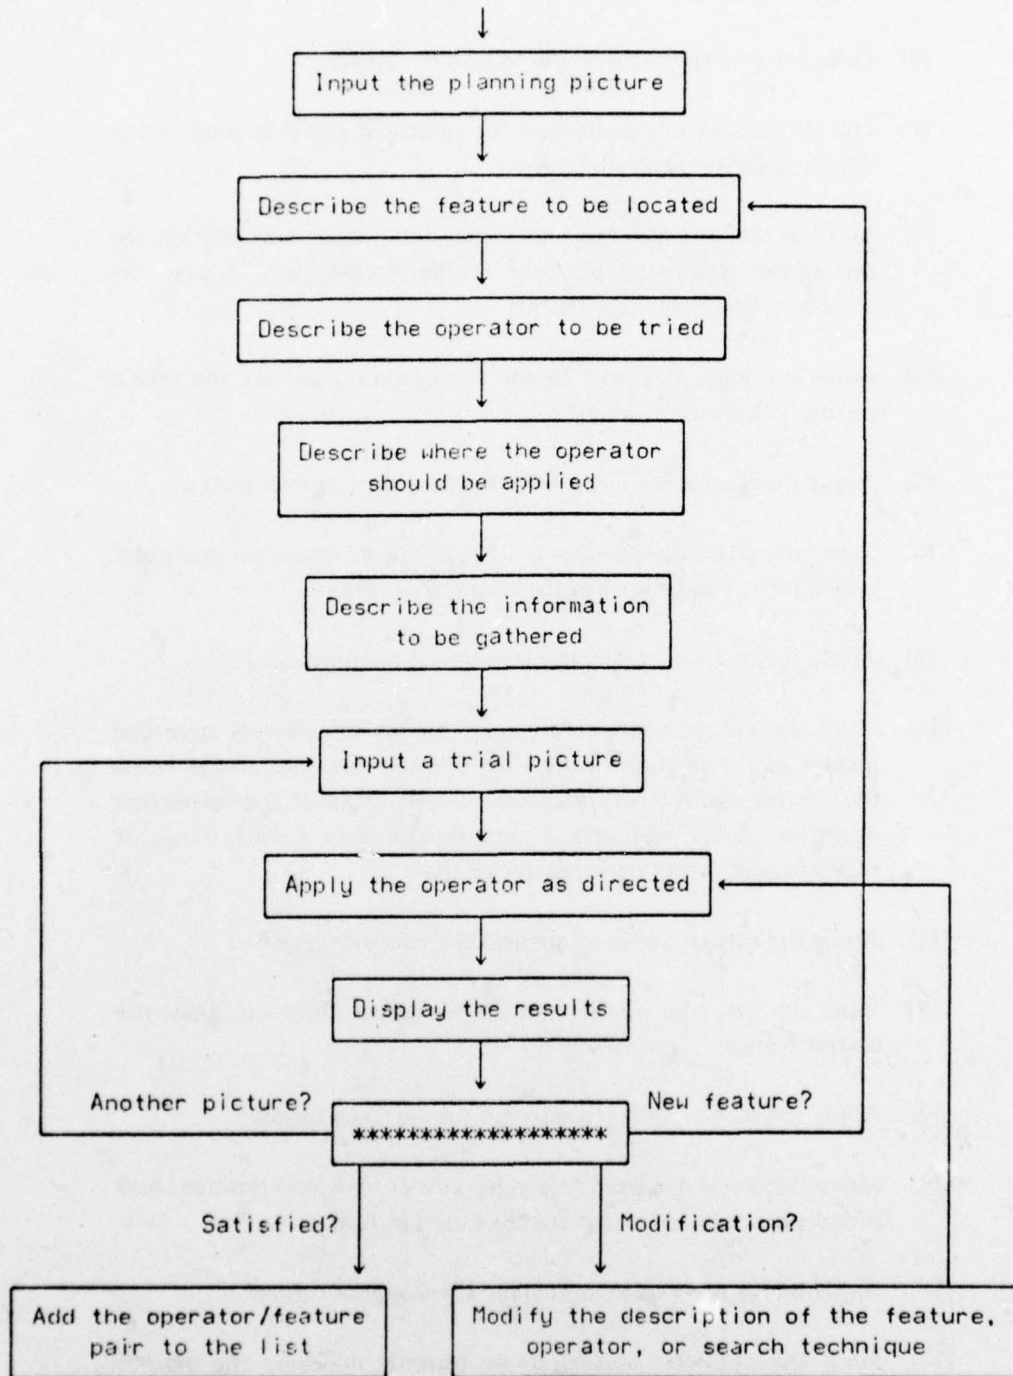 Input the planning picture
Describe the feature to be located
Describe the operator to be tried
Describe where the operator
should be applied
Describe the information
to be gathered
Input a trial picture
Apply the operator as directed
Display the results
Another picture?
New feature?
*******************
Satisfied?
Modification?
Add the operator/feature
pair to the list
Modify the description of the feature,
operator, or search technique